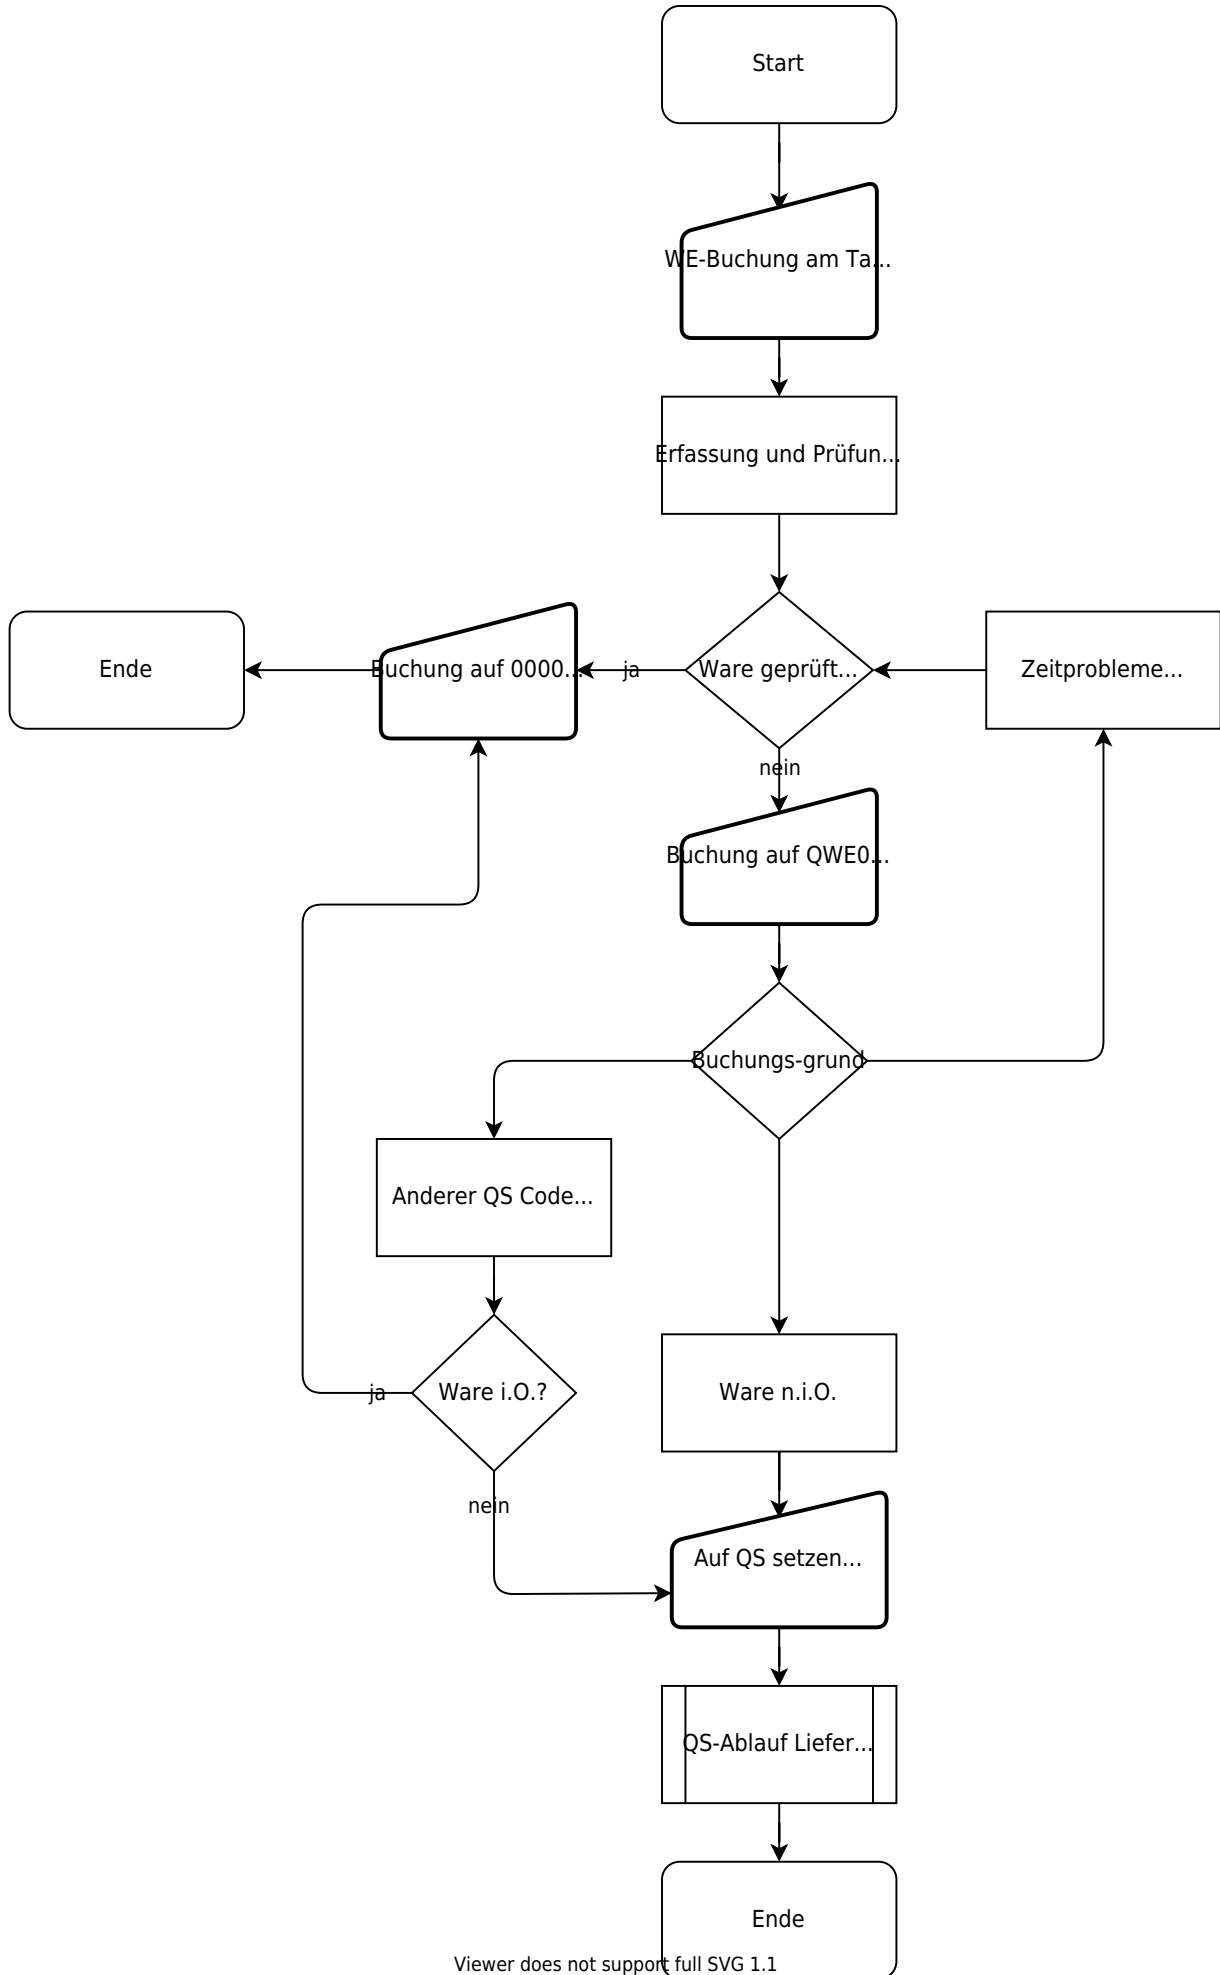 Start
WE-Buchung am Ta...
Erfassung und Prüfun...
Ende
Buchung auf 0000...
ja
Ware geprüft...
Zeitprobleme...
nein
Buchung auf QWE0...
Buchungs-grund
Anderer QS Code...
ja
Ware i.O.?
Ware n.i.O.
nein
Auf QS setzen...
QS-Ablauf Liefer...
Ende
Viewer does not support full SVG 1.1